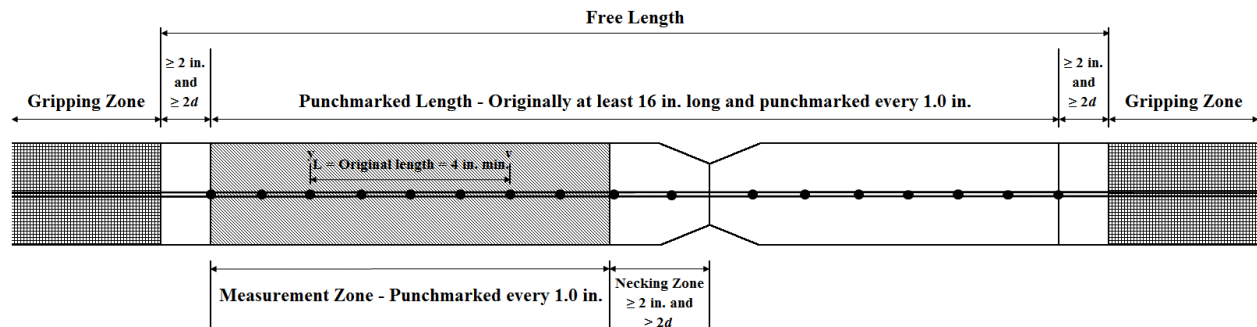 Free Length
≥ 2 in.
and
≥ 2d
≥ 2 in.
and
≥ 2d
Gripping Zone
Punchmarked Length - Originally at least 16 in. long and punchmarked every 1.0 in.
Gripping Zone
y
v
L = Original length = 4 in. min.
Measurement Zone - Punchmarked every 1.0 in.
Necking Zone
≥ 2 in. and
> 2d